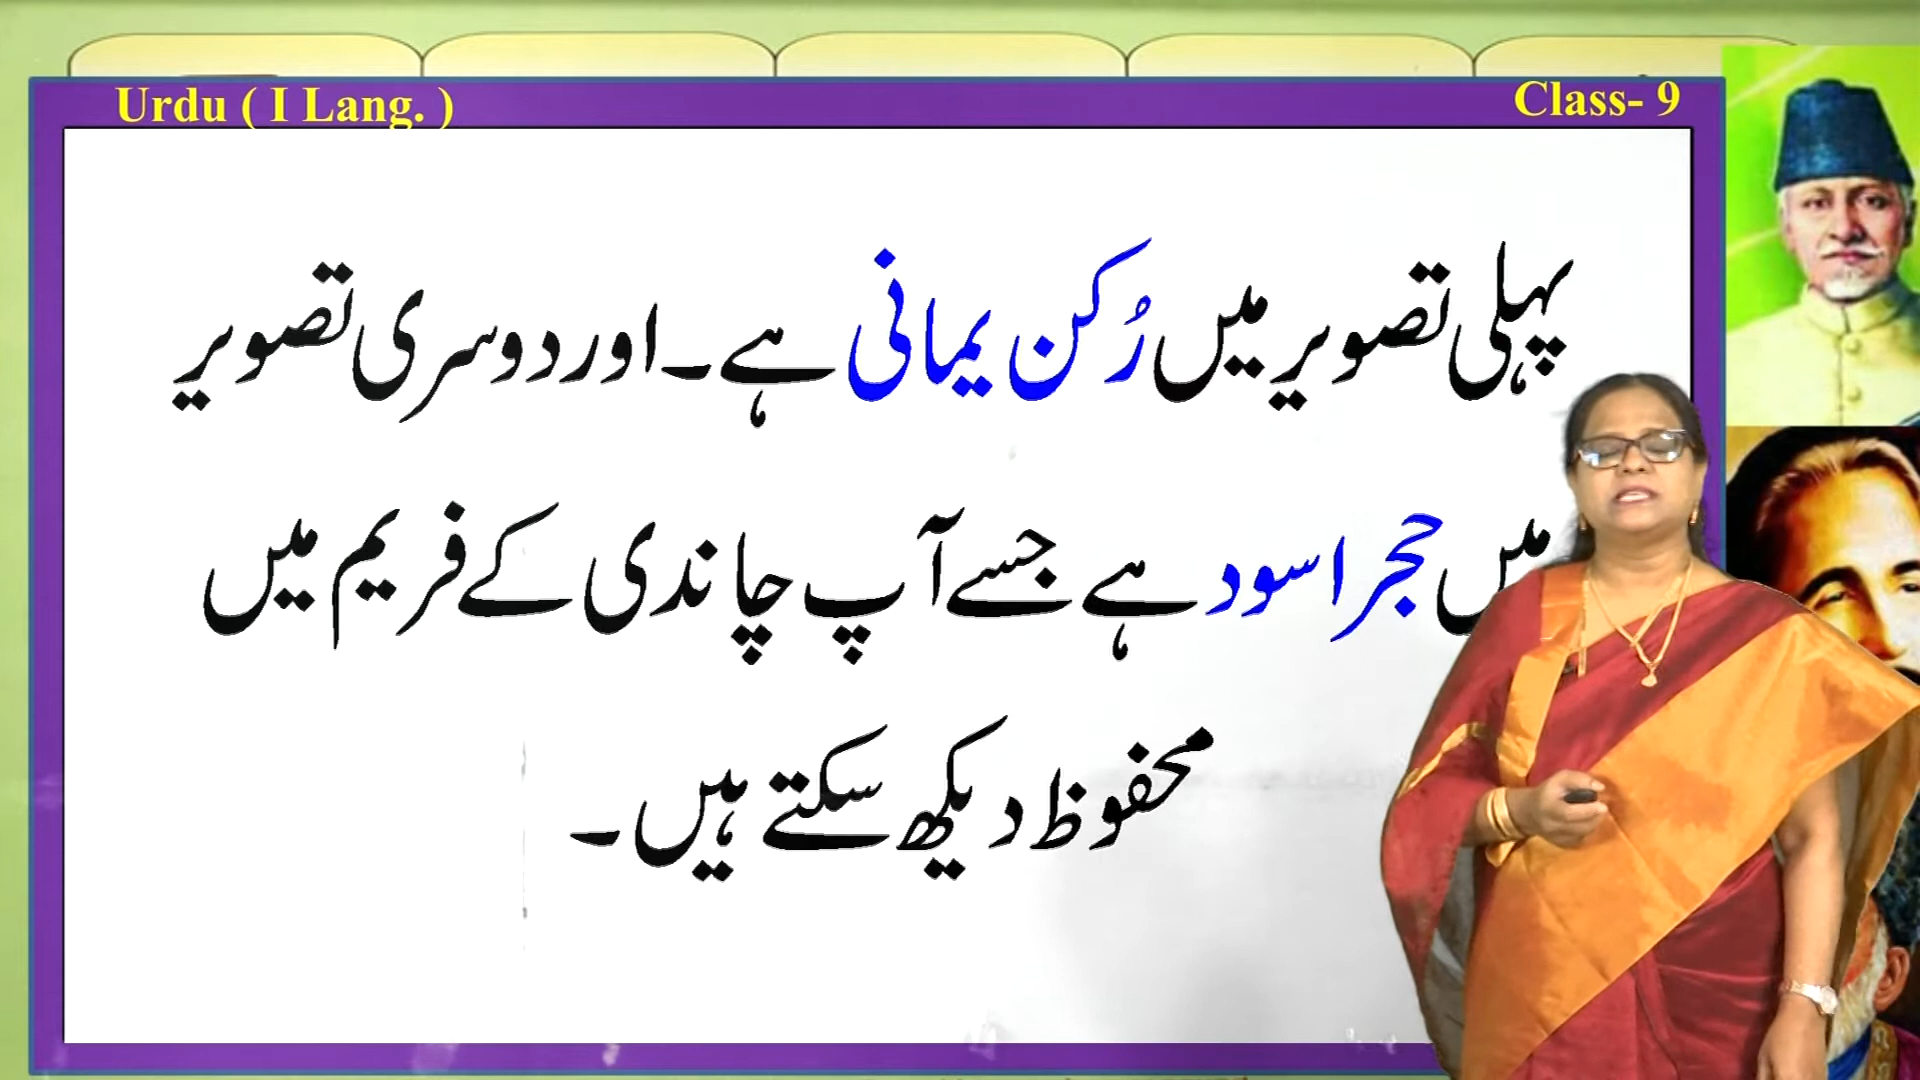 Urdu ( I Lang. )
Class- 9
پہلی تصویر میں رُکن یمانی ہے۔ اور دوسری تصویر
میں حجر اسود ہے جسے آپ چاندی کے فریم میں
محفوظ دیکھ سکتے ہیں۔